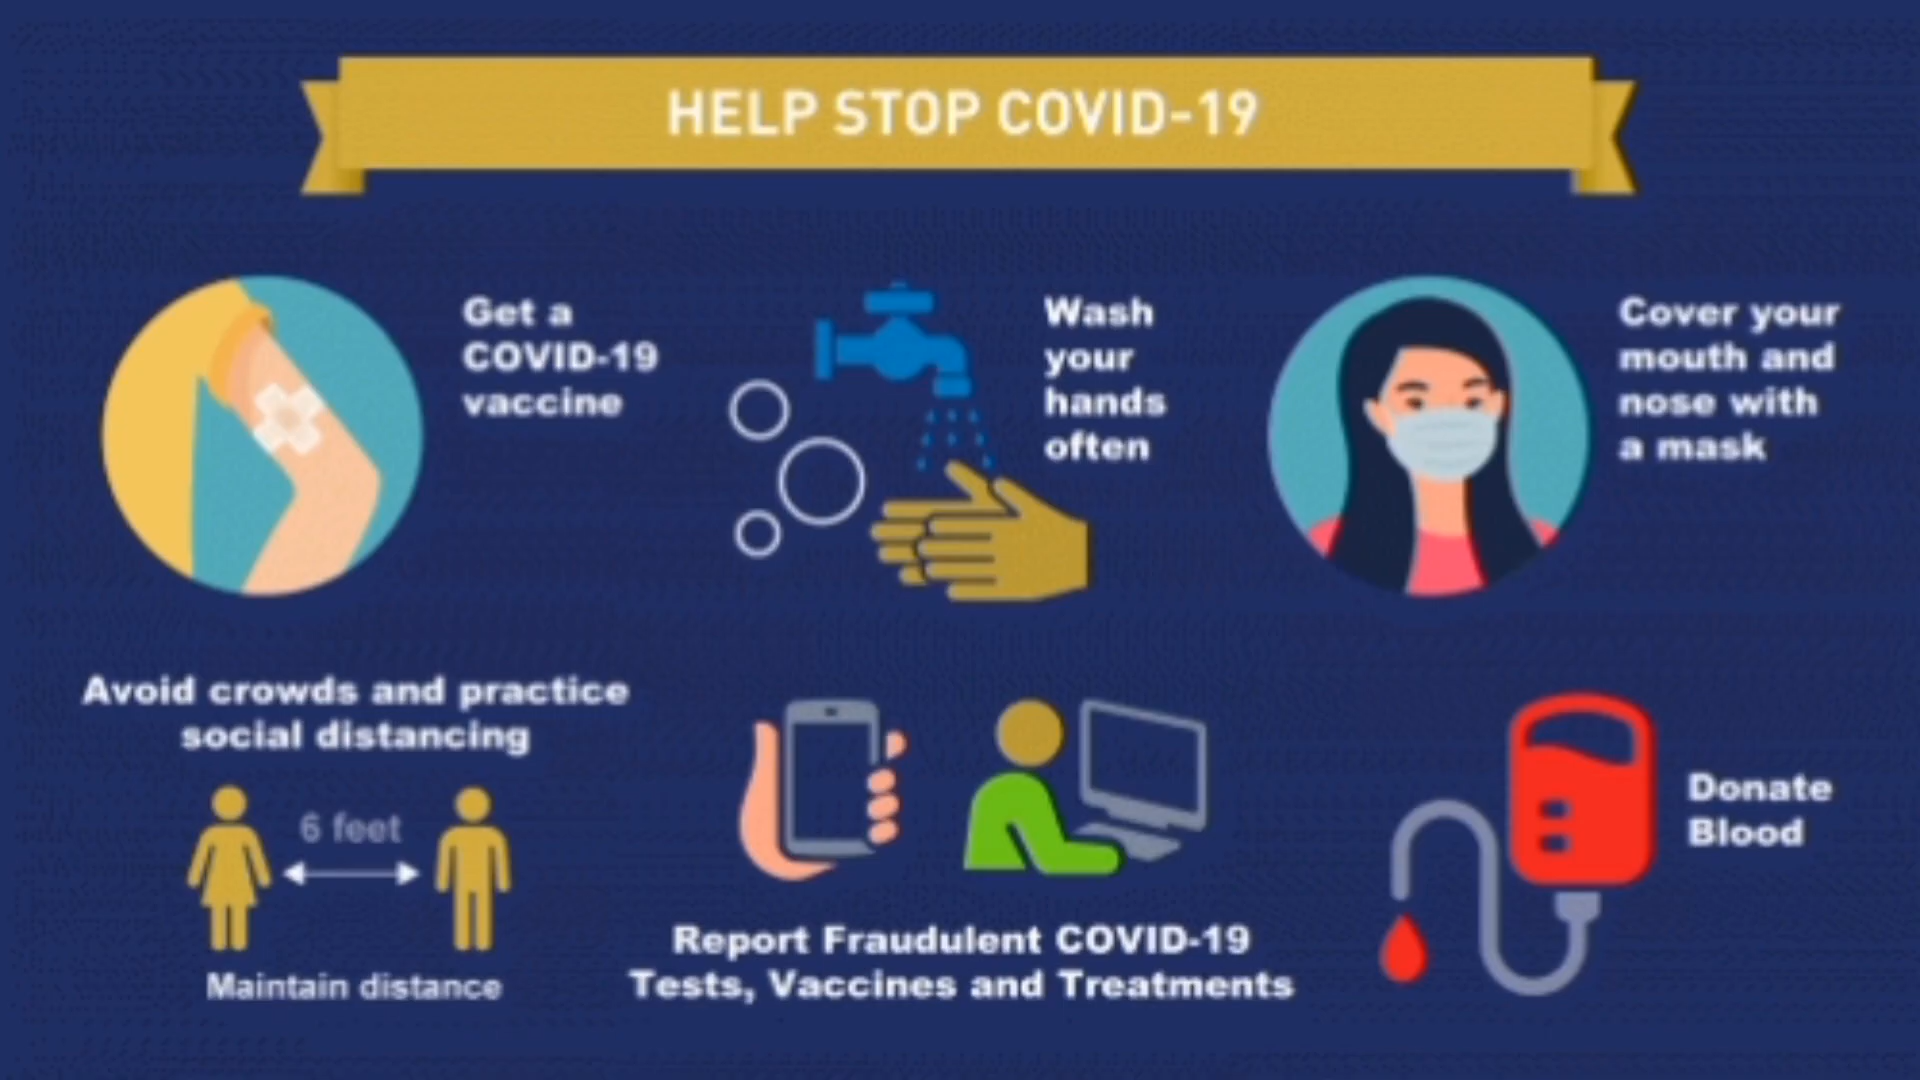 HELP STOP COVID-19
Get a
COVID-19
vaccine
Wash
your
hands
often
Cover your
mouth and
nose with
a mask
Avoid crowds and practice
social distancing
6 feet
Maintain distance
Report Fraudulent COVID-19
Tests, Vaccines and Treatments
Donate
Blood